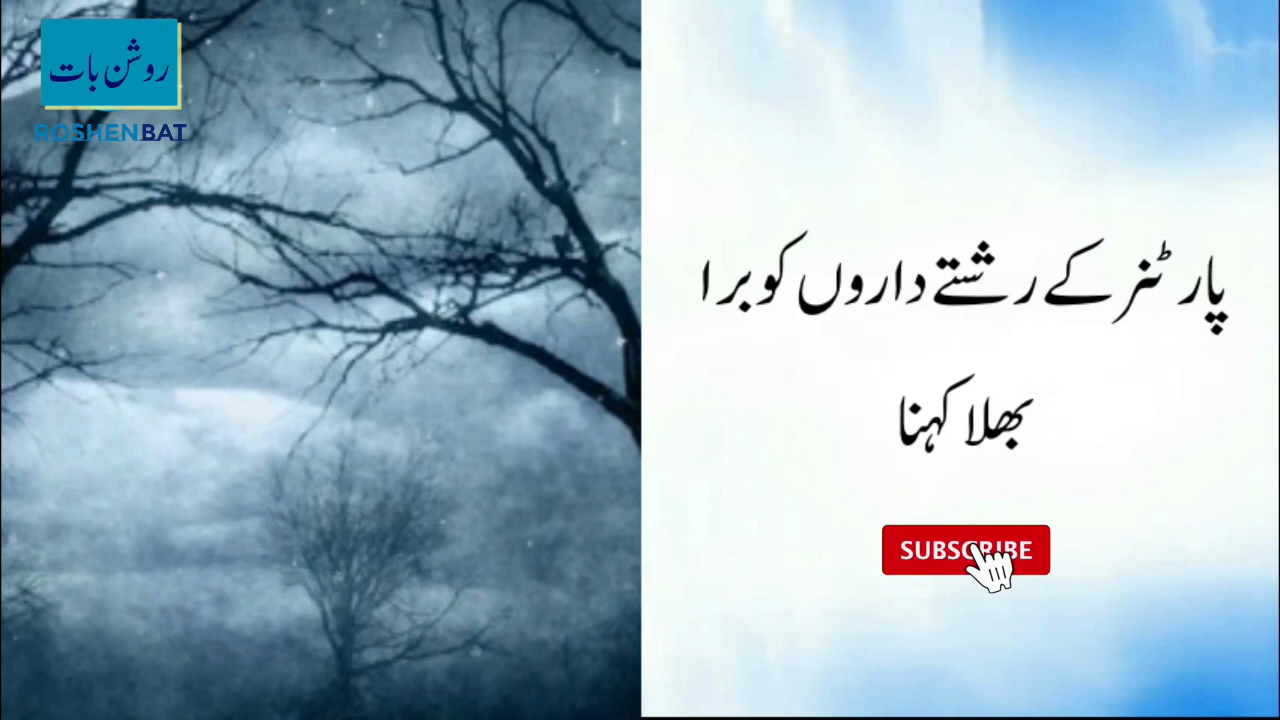 روشن بات
ROSHENBAT
پارٹنر کے رشتے داروں کو برا
بھلا کہنا
SUBSCRIBE